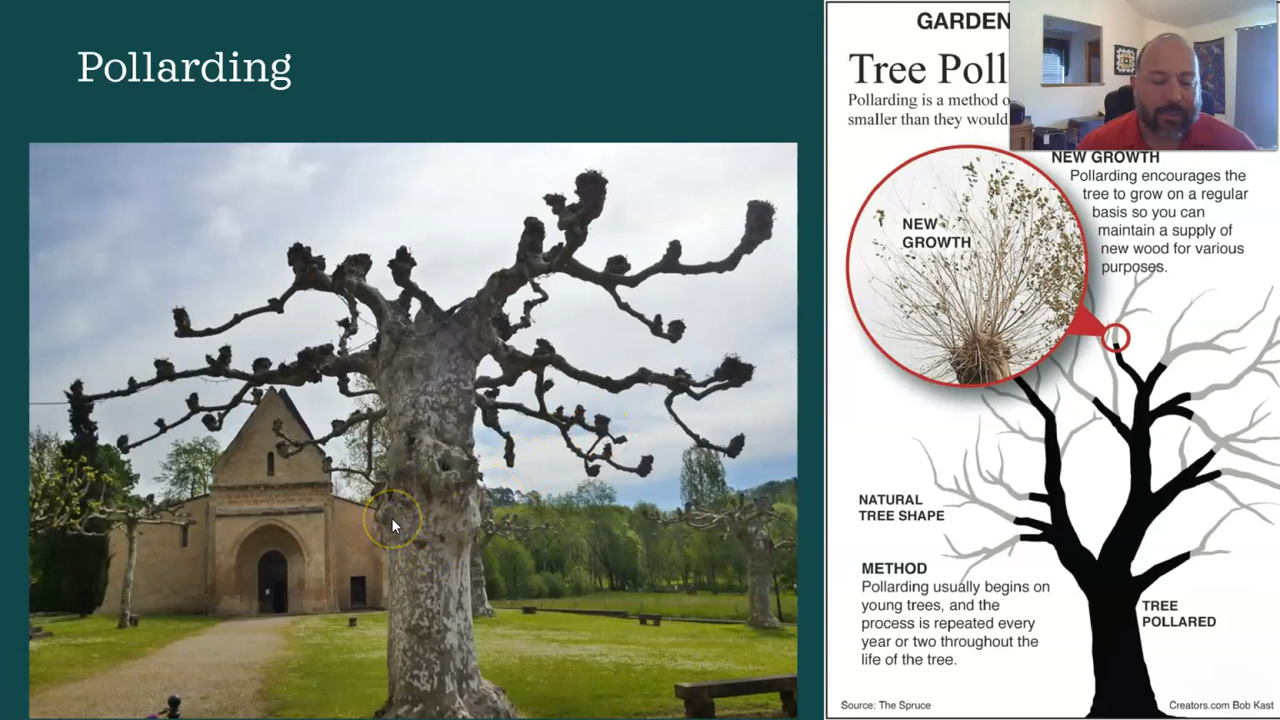 Pollarding
GARDEN
Tree Poll
Pollarding is a method o
smaller than they would
NEW GROWTH
Pollarding encourages the
tree to grow on a regular
basis so you can
maintain a supply of
new wood for various
purposes.
NEW
GROWTH
NATURAL
TREE SHAPE
METHOD
Pollarding usually begins on
young trees, and the
process is repeated every
year or two throughout the
life of the tree.
TREE
POLLARED
Source: The Spruce
Creators.com Bob Kast